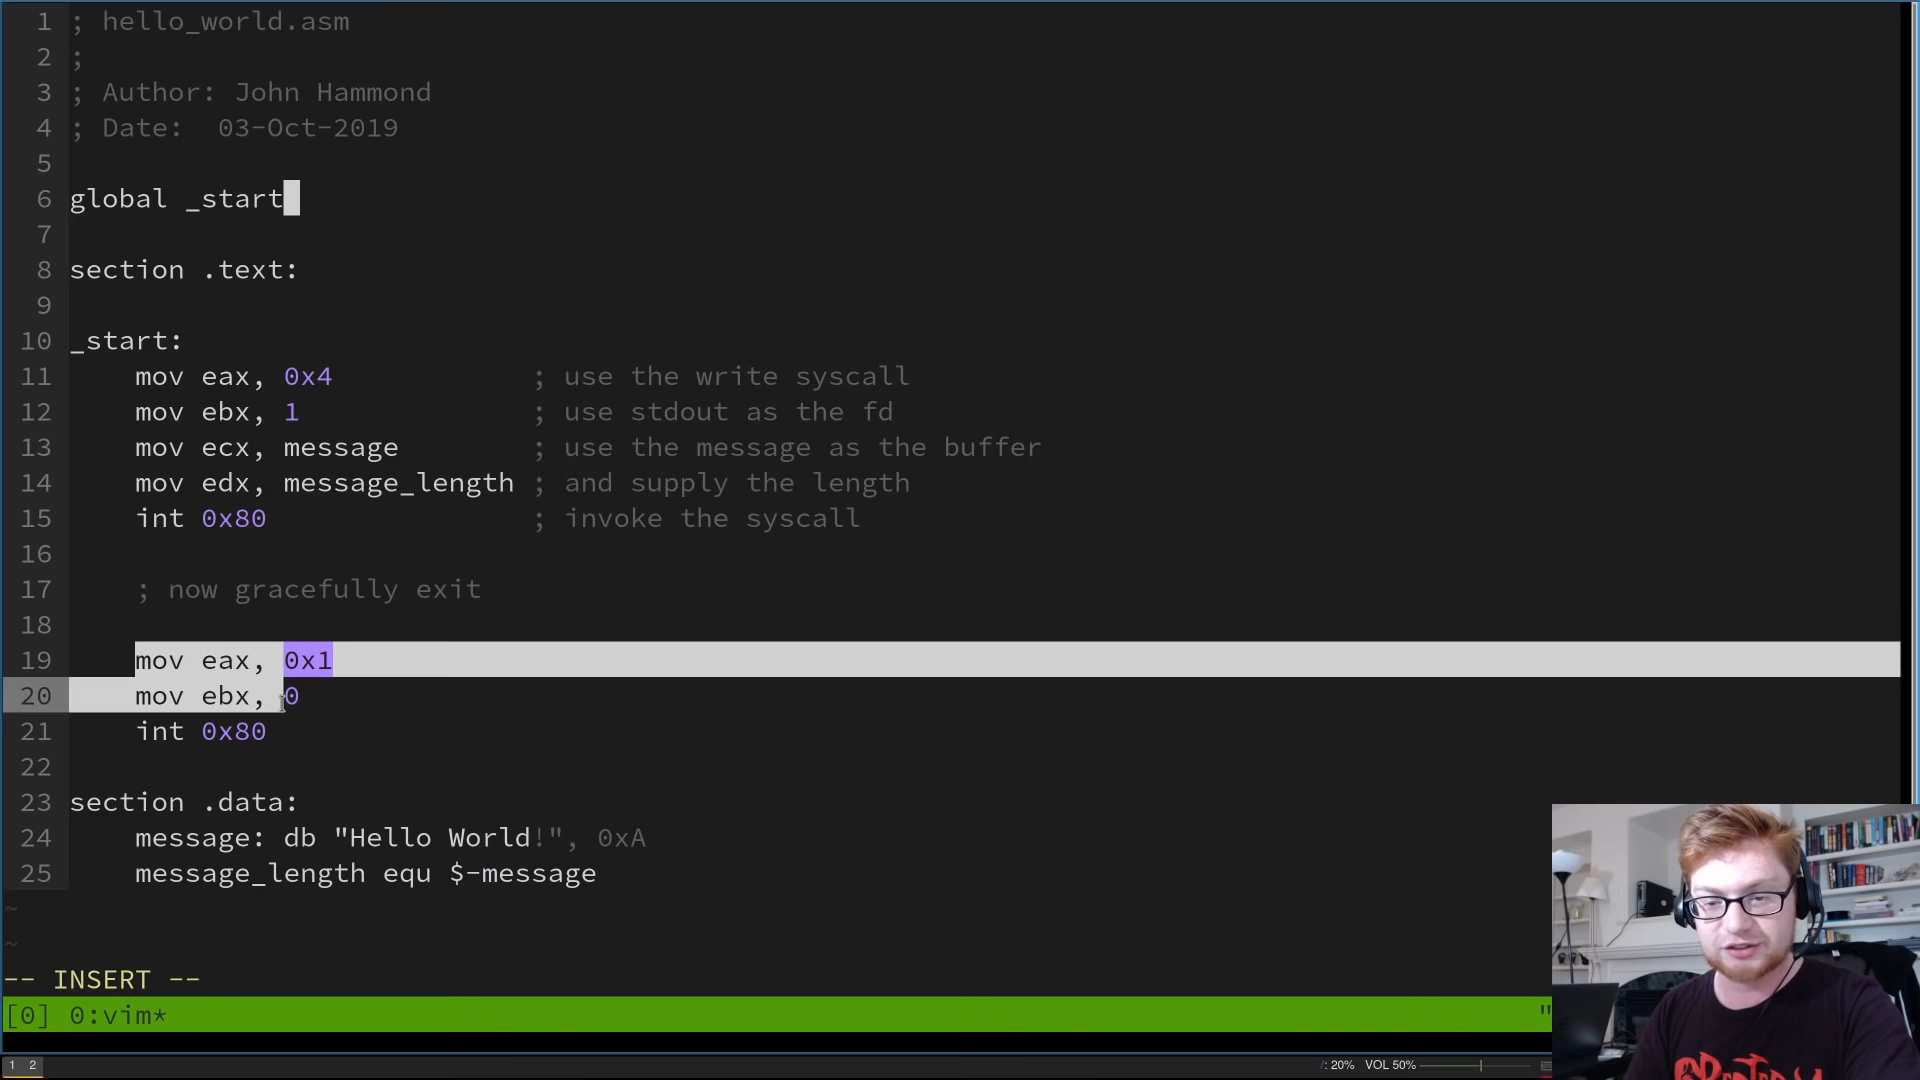 1 ; hello_world.asm
2 ;
3 ; Author: John Hammond
4 ; Date:  03-Oct-2019
5
6 global _start
7
8 section .text:
9
10 _start:
11     mov eax, 0x4            ; use the write syscall
12     mov ebx, 1              ; use stdout as the fd
13     mov ecx, message        ; use the message as the buffer
14     mov edx, message_length ; and supply the length
15     int 0x80                ; invoke the syscall
16
17     ; now gracefully exit
18
19     mov eax, 0x1
20     mov ebx, 0
21     int 0x80
22
23 section .data:
24     message: db "Hello World!", 0xA
25     message_length equ $-message
~
~
-- INSERT --
[0] 0:vim* "
1 2 /: 20% VOL 50%